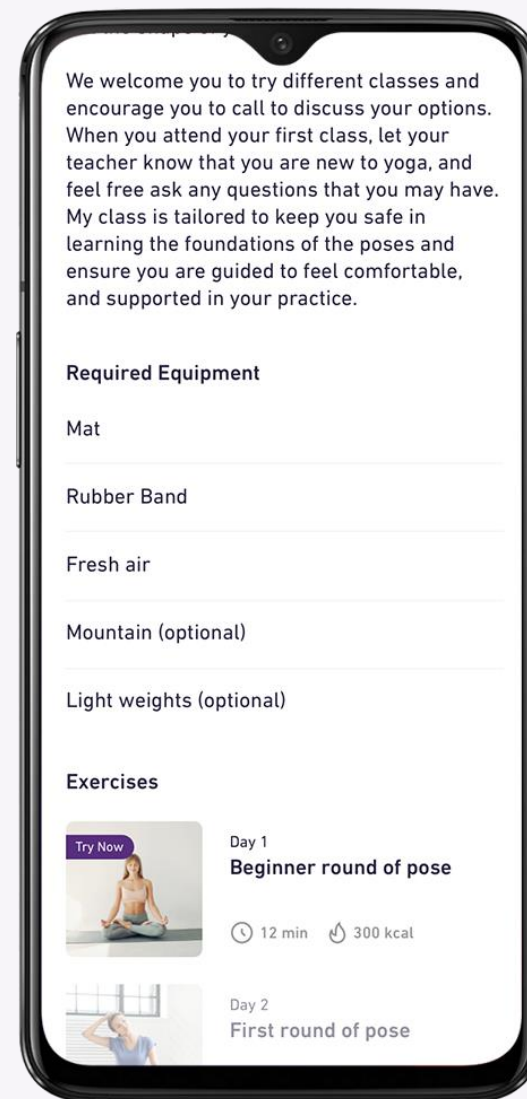 We welcome you to try different classes and
encourage you to call to discuss your options.
When you attend your first class, let your
teacher know that you are new to yoga, and
feel free ask any questions that you may have.
My class is tailored to keep you safe in
learning the foundations of the poses and
ensure you are guided to feel comfortable,
and supported in your practice.
Required Equipment
Mat
Rubber Band
Fresh air
Mountain (optional)
Light weights (optional)
Exercises
Try Now
Day 1
Beginner round of pose
12 min 300 kcal
Day 2
First round of pose